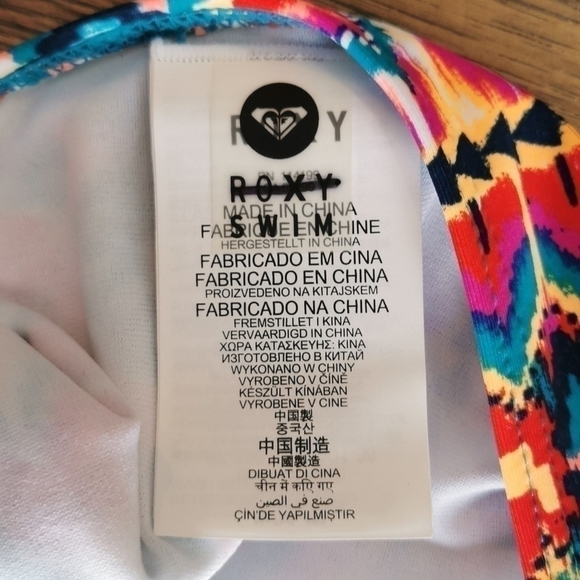 ROXY
ROXY
SWIM
MADE IN CHINA
FABRIQUE EN CHINE
HERGESTELLT IN CHINA
FABRICADO EM CINA
FABRICADO EN CHINA
PROIZVEDENO NA KITAJSKEM
FABRICADO NA CHINA
FREMSTILLET I KINA
VERVAARDIGD IN CHINA
ΧΩΡΑ ΚΑΤΑΣΚΕΥΗΣ: ΚΙΝΑ
ИЗГОТОВЛЕНО В КИТАЙ
WYKONANO W CHINY
VYROBENO V ČÍNĚ
KÉSZÜLT KÍNÁBAN
VYROBENE V CINE
中国製
중국산
中国制造
中國製造
DIBUAT DI CINA
चीन में बनाए गए
صنع في الصين
ÇİN'DE YAPILMIŞTIR